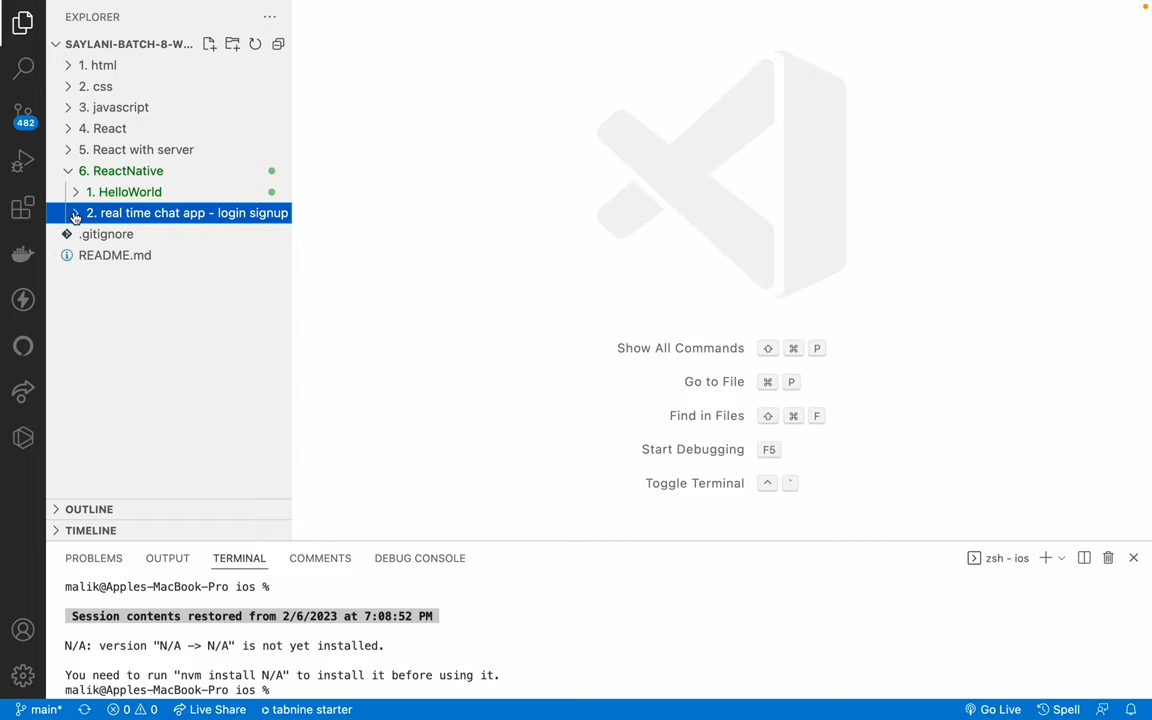 EXPLORER
SAYLANI-BATCH-8-W...
1. html
2. css
3. javascript
4. React
5. React with server
6. ReactNative
1. HelloWorld
2. real time chat app - login signup
.gitignore
README.md
482
Show All Commands ⇧ ⌘ P
Go to File ⌘ P
Find in Files ⇧ ⌘ F
Start Debugging F5
Toggle Terminal ^ `
OUTLINE
TIMELINE
PROBLEMS OUTPUT TERMINAL COMMENTS DEBUG CONSOLE zsh - ios
malik@Apples-MacBook-Pro ios %
Session contents restored from 2/6/2023 at 7:08:52 PM
N/A: version "N/A -> N/A" is not yet installed.
You need to run "nvm install N/A" to install it before using it.
malik@Apples-MacBook-Pro ios %
main* 0 0 Live Share tabnine starter Go Live Spell